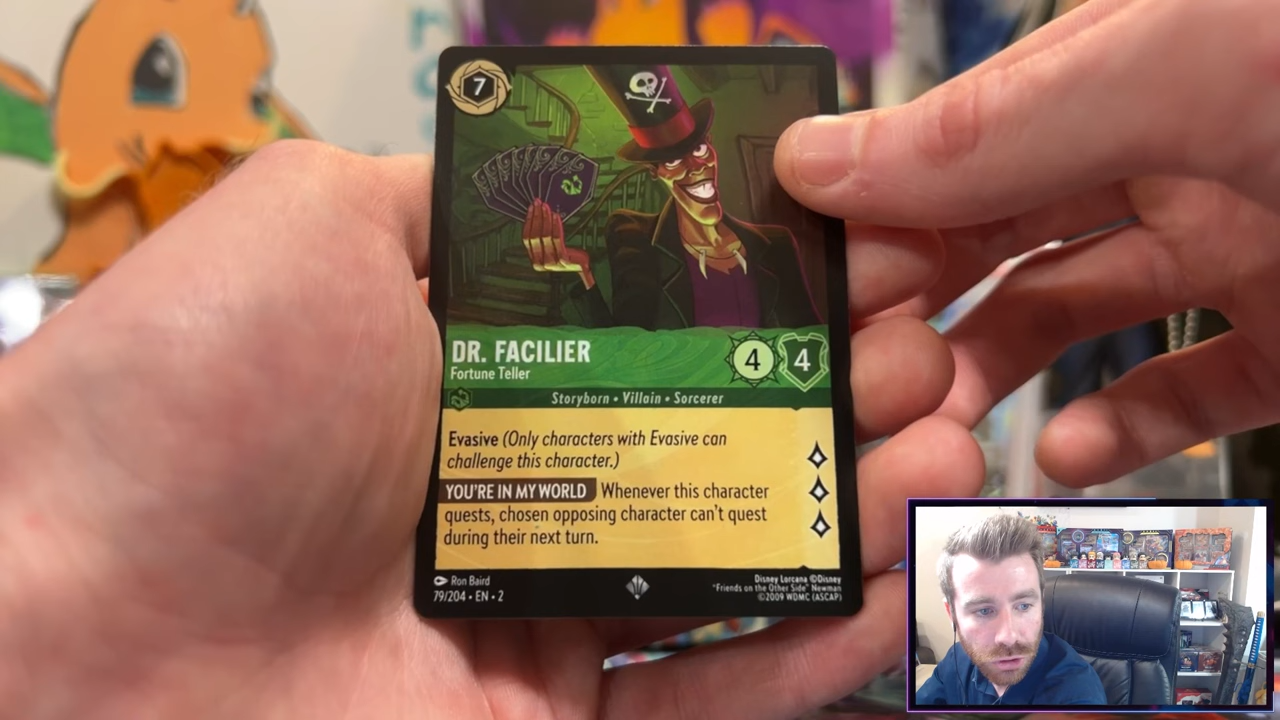 7
DR. FACILIER
Fortune Teller
4 4
Storyborn • Villain • Sorcerer
Evasive (Only characters with Evasive can
challenge this character.)
YOU'RE IN MY WORLD Whenever this character
quests, chosen opposing character can't quest
during their next turn.
Ron Baird
79/204 • EN • 2
Disney Lorcana ©Disney
"Friends on the Other Side" Newman
©2009 WDMC (ASCAP)